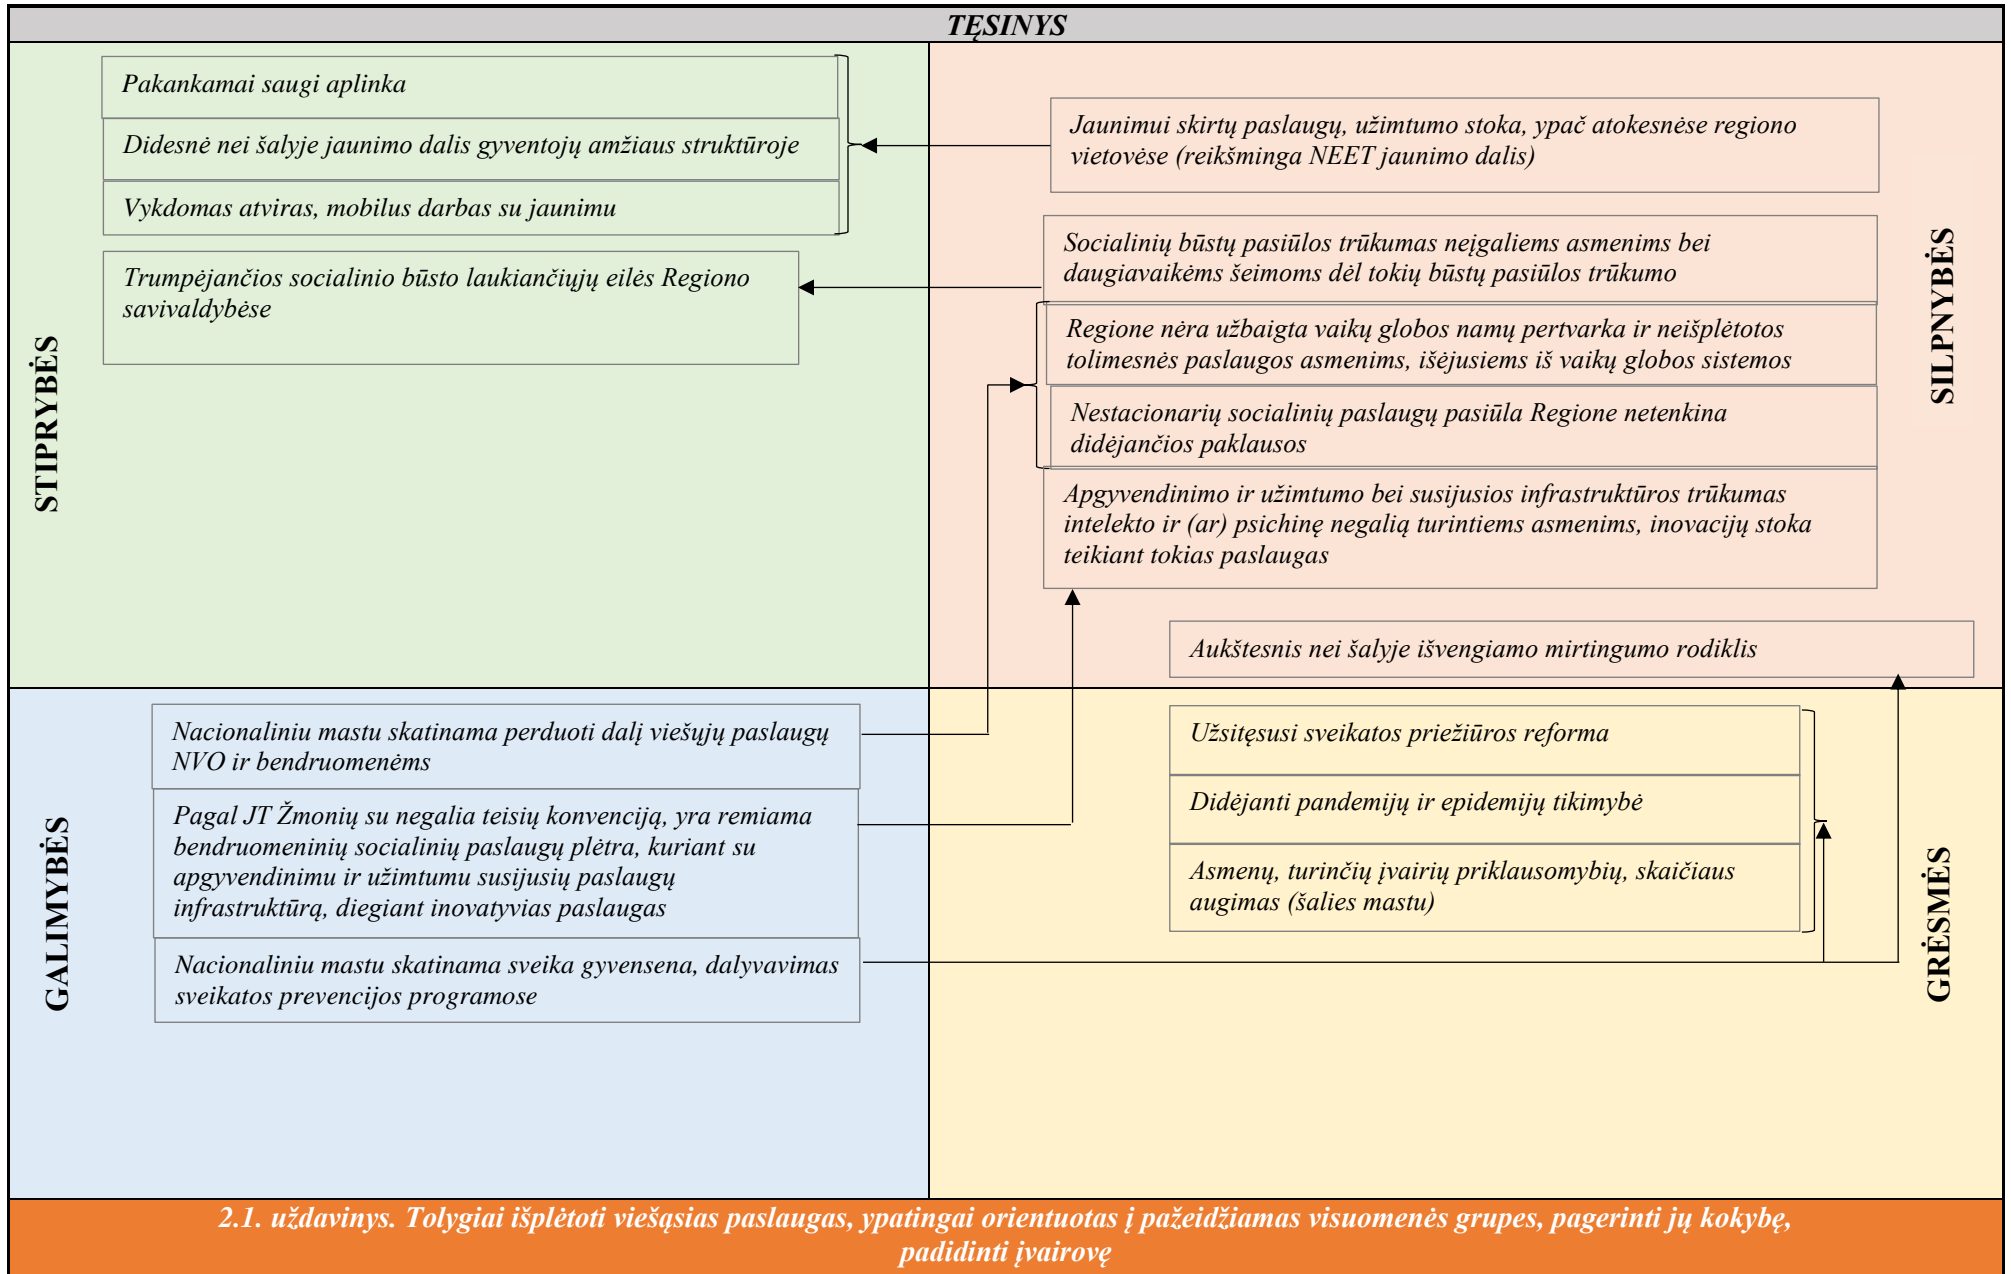 TĘSINYS
STIPRYBĖS
Pakankamai saugi aplinka
Didesnė nei šalyje jaunimo dalis gyventojų amžiaus struktūroje
Vykdomas atviras, mobilus darbas su jaunimu
Trumpėjančios socialinio būsto laukiančiųjų eilės Regiono
savivaldybėse
SILPNYBĖS
Jaunimui skirtų paslaugų, užimtumo stoka, ypač atokesnėse regiono
vietovėse (reikšminga NEET jaunimo dalis)
Socialinių būstų pasiūlos trūkumas neįgaliems asmenims bei
daugiavaikėms šeimoms dėl tokių būstų pasiūlos trūkumo
Regione nėra užbaigta vaikų globos namų pertvarka ir neišplėtotos
tolimesnės paslaugos asmenims, išėjusiems iš vaikų globos sistemos
Nestacionarių socialinių paslaugų pasiūla Regione netenkina
didėjančios paklausos
Apgyvendinimo ir užimtumo bei susijusios infrastruktūros trūkumas
intelekto ir (ar) psichinę negalią turintiems asmenims, inovacijų stoka
teikiant tokias paslaugas
Aukštesnis nei šalyje išvengiamo mirtingumo rodiklis
GALIMYBĖS
Nacionaliniu mastu skatinama perduoti dalį viešųjų paslaugų
NVO ir bendruomenėms
Pagal JT Žmonių su negalia teisių konvenciją, yra remiama
bendruomeninių socialinių paslaugų plėtra, kuriant su
apgyvendinimu ir užimtumu susijusių paslaugų
infrastruktūrą, diegiant inovatyvias paslaugas
Nacionaliniu mastu skatinama sveika gyvensena, dalyvavimas
sveikatos prevencijos programose
GRĖSMĖS
Užsitęsusi sveikatos priežiūros reforma
Didėjanti pandemijų ir epidemijų tikimybė
Asmenų, turinčių įvairių priklausomybių, skaičiaus
augimas (šalies mastu)
2.1. uždavinys. Tolygiai išplėtoti viešąsias paslaugas, ypatingai orientuotas į pažeidžiamas visuomenės grupes, pagerinti jų kokybę,
padidinti įvairovę